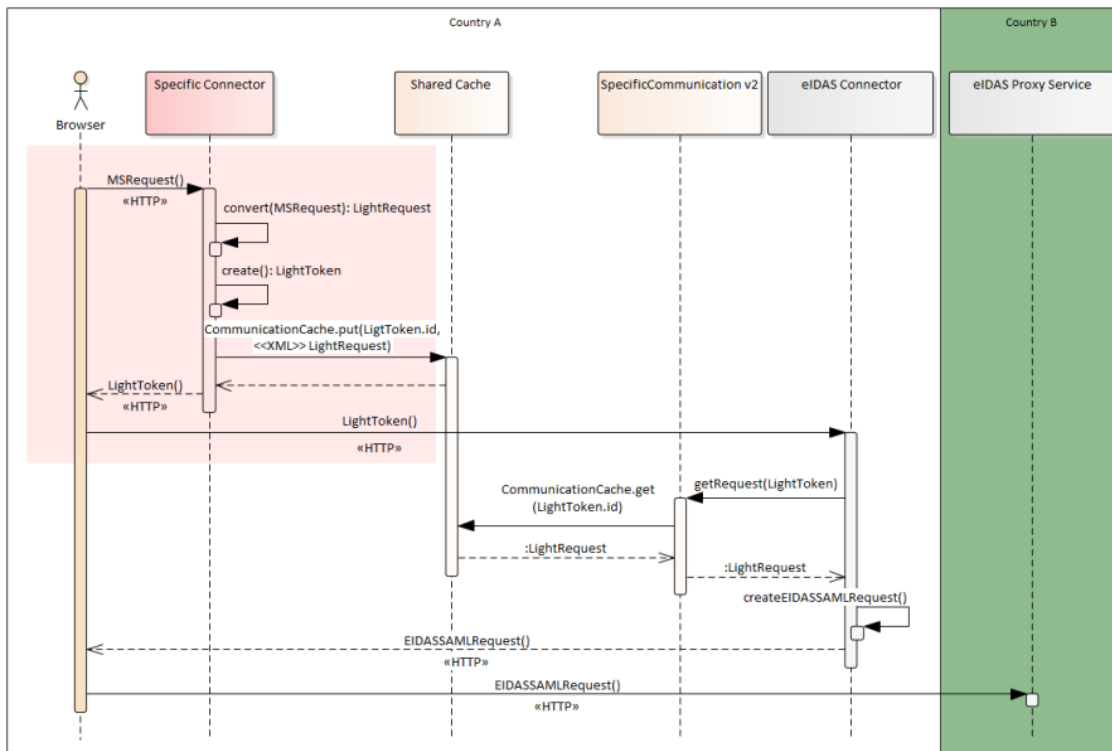 Country A
Country B
Specific Connector
Shared Cache
SpecificCommunication v2
eIDAS Connector
eIDAS Proxy Service
Browser
MSRequest()
«HTTP»
convert(MSRequest): LightRequest
create(): LightToken
CommunicationCache.put(LigtToken.id,
<<XML>> LightRequest)
LightToken()
«HTTP»
LightToken()
«HTTP»
getRequest(LightToken)
CommunicationCache.get
(LightToken.id)
:LightRequest
:LightRequest
createEIDASSAMLRequest()
EIDASSAMLRequest()
«HTTP»
EIDASSAMLRequest()
«HTTP»